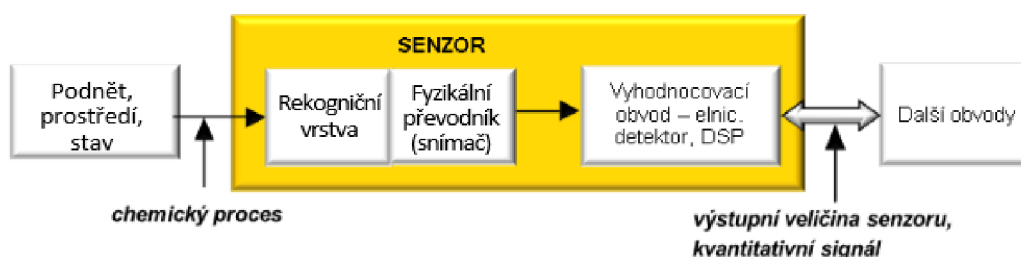 SENZOR
Podnět,
prostředí,
stav
Rekogniční
vrstva
Fyzikální
převodník
(snímač)
Vyhodnocovací
obvod – elnic.
detektor, DSP
Další obvody
chemický proces
výstupní veličina senzoru,
kvantitativní signál